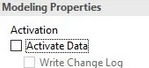 Modeling Properties
Activation
Activate Data
Write Change Log